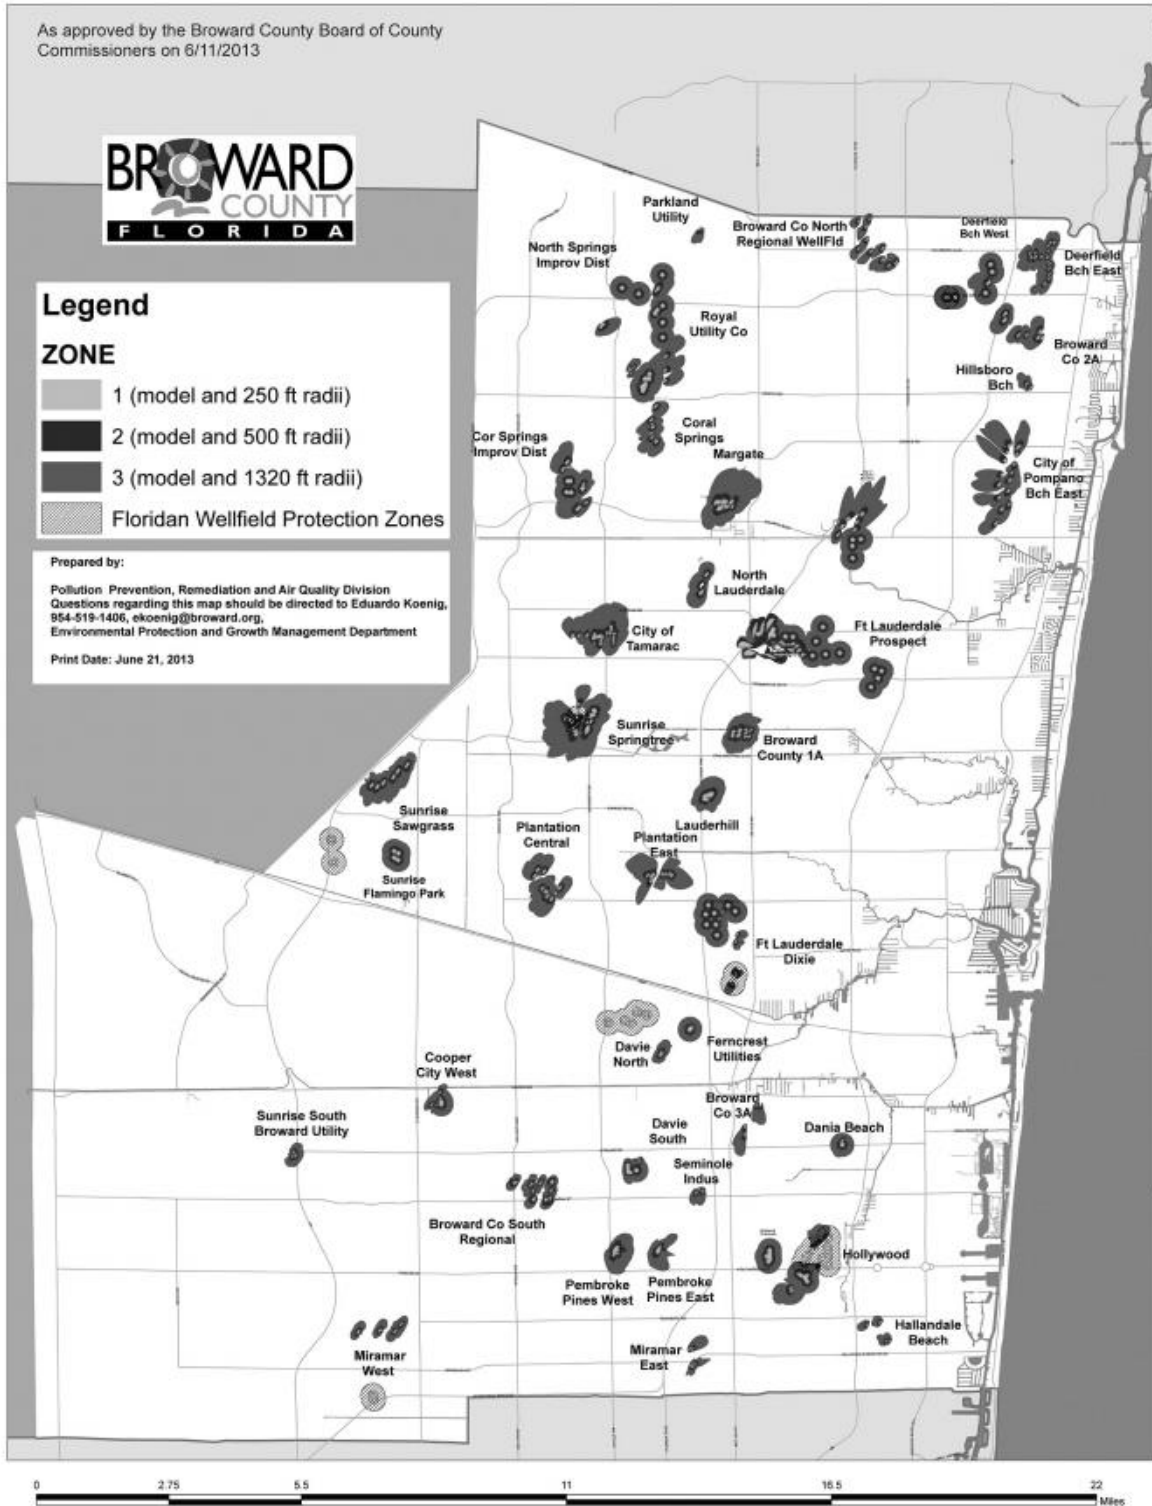 As approved by the Broward County Board of County
Commissioners on 6/11/2013
BROWARD
COUNTY
FLORIDA
Legend
ZONE
1 (model and 250 ft radii)
2 (model and 500 ft radii)
3 (model and 1320 ft radii)
Floridan Wellfield Protection Zones
Prepared by:
Pollution Prevention, Remediation and Air Quality Division
Questions regarding this map should be directed to Eduardo Koenig,
954-519-1406, ekoenig@broward.org,
Environmental Protection and Growth Management Department
Print Date: June 21, 2013
Parkland
Utility
Broward Co North
Regional WellFld
Deerfield
Bch West
Deerfield
Bch East
North Springs
Improv Dist
Royal
Utility Co
Broward
Co 2A
Hillsboro
Bch
Coral
Springs
Cor Springs
Improv Dist
Margate
City of
Pompano
Bch East
North
Lauderdale
City of
Tamarac
Ft Lauderdale
Prospect
Sunrise
Springtree
Broward
County 1A
Sunrise
Sawgrass
Lauderhill
Plantation
Central
Plantation
East
Sunrise
Flamingo Park
Ft Lauderdale
Dixie
Davie
North
Ferncrest
Utilities
Cooper
City West
Broward
Co 3A
Sunrise South
Broward Utility
Davie
South
Dania Beach
Seminole
Indus
Broward Co South
Regional
Hollywood
Pembroke
Pines West
Pembroke
Pines East
Hallandale
Beach
Miramar
West
Miramar
East
0 2.75 5.5 11 16.5 22
Miles